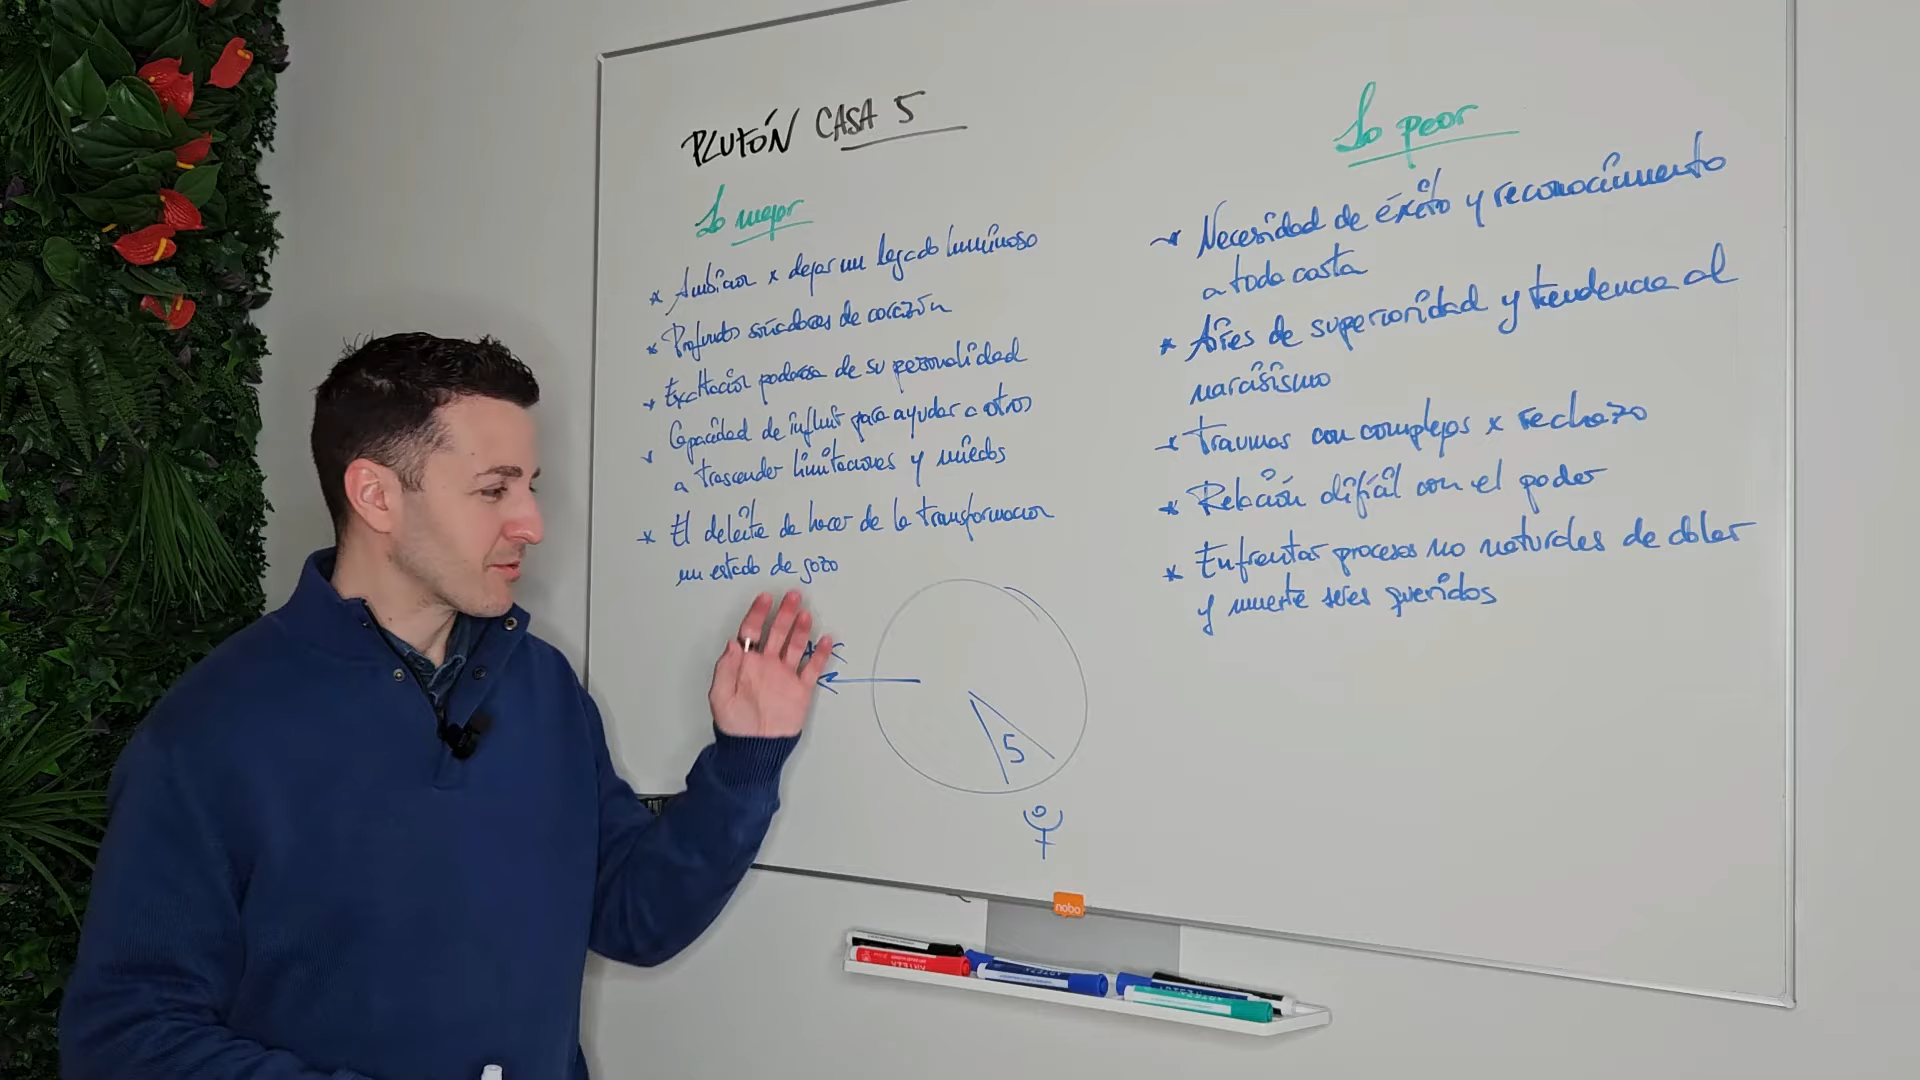 PLUTÓN CASA 5
Lo mejor
* Ambición x dejar un legado luminoso
* Profundos soñadores de corazón
* Exaltación poderosa de su personalidad
* Capacidad de influir para ayudar a otros
a trascender limitaciones y miedos
* El deleite de hacer de la transformación
un estado de gozo
5
Lo peor
* Necesidad de éxito y reconocimiento
a toda costa
* Aires de superioridad y tendencia al
narcisismo
* Traumas con complejos x rechazo
* Relación difícil con el poder
* Enfrentar procesos no naturales de dolor
y muerte seres queridos
nobo
ARTEZA